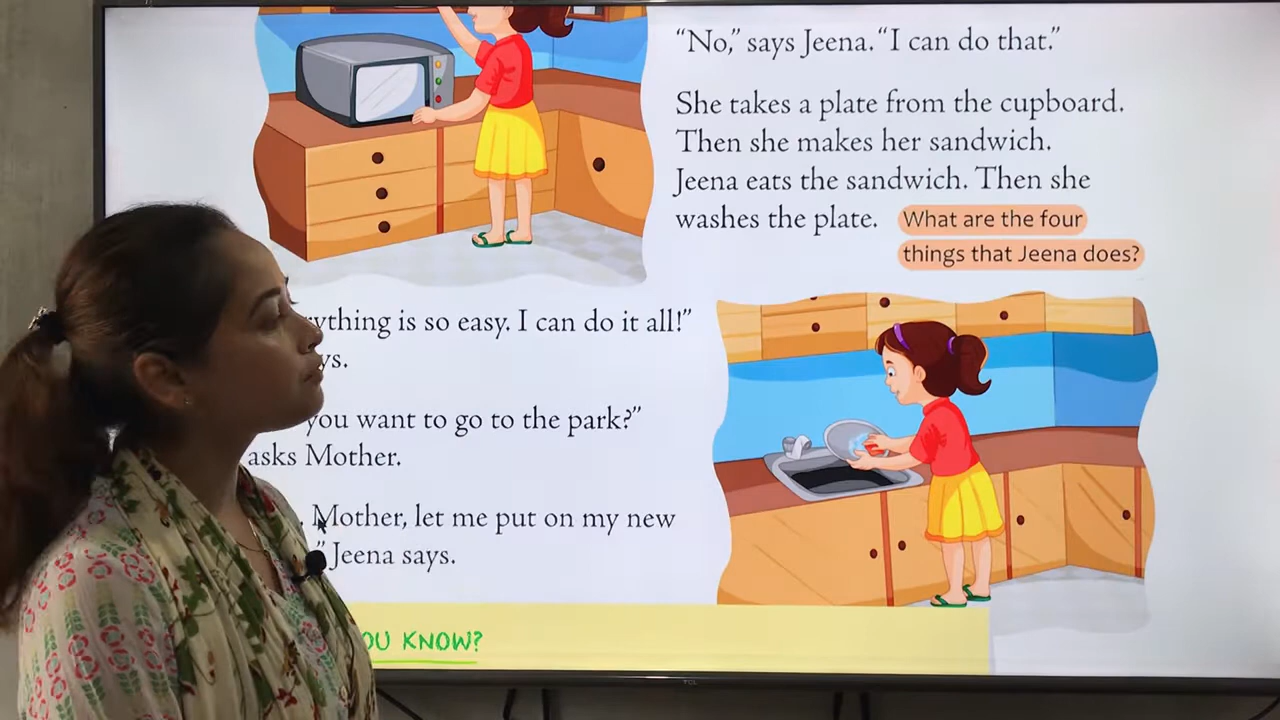 “No,” says Jeena. “I can do that.”
She takes a plate from the cupboard.
Then she makes her sandwich.
Jeena eats the sandwich. Then she
washes the plate.
What are the four
things that Jeena does?
is so easy. I can do it all!”
you want to go to the park?”
asks Mother.
Mother, let me put on my new
” Jeena says.
KNOW?
TCL